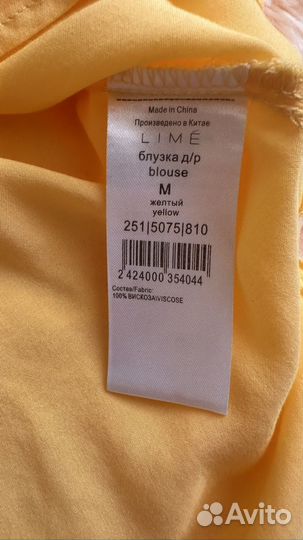 Made in China
Произведено в Китае
LIMÉ
блузка д/р
blouse
M
желтый
yellow
251|5075|810
2 424000 354044
Состав/Fabric:
100% ВИСКОЗА\VISCOSE
Avito